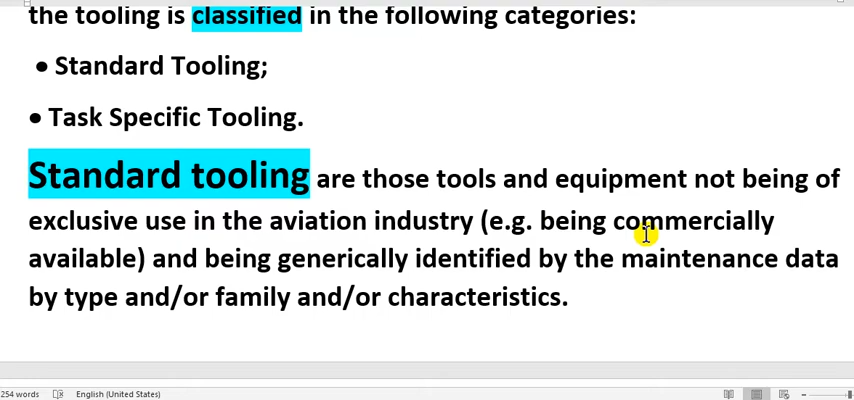 the tooling is classified in the following categories:
• Standard Tooling;
• Task Specific Tooling.
Standard tooling are those tools and equipment not being of
exclusive use in the aviation industry (e.g. being commercially
available) and being generically identified by the maintenance data
by type and/or family and/or characteristics.
254 words English (United States)